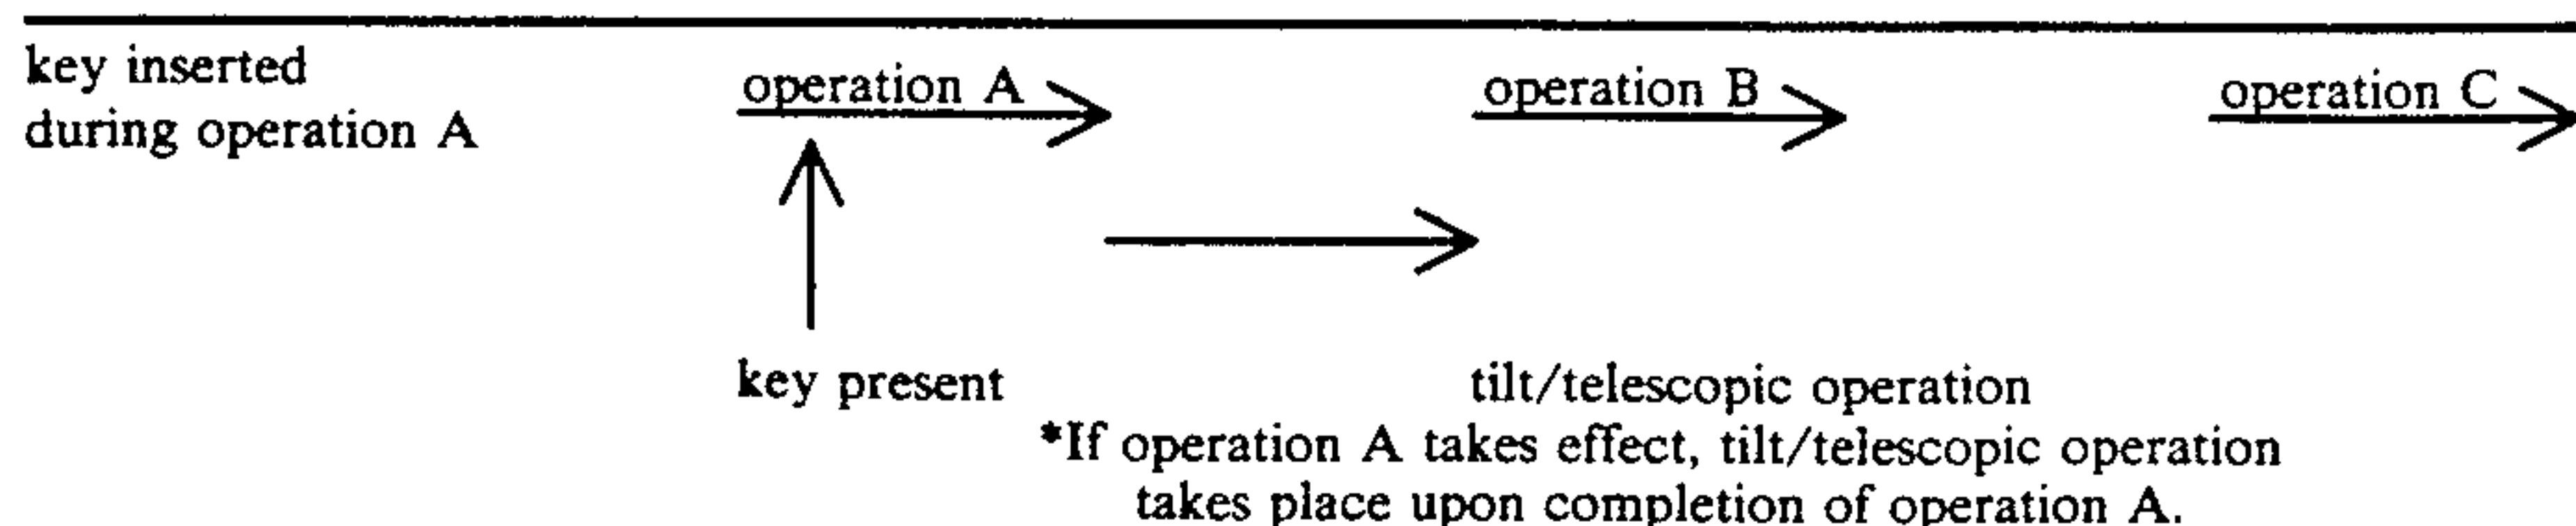 key inserted
during operation A
operation A
operation B
operation C
key present
tilt/telescopic operation
*If operation A takes effect, tilt/telescopic operation
takes place upon completion of operation A.